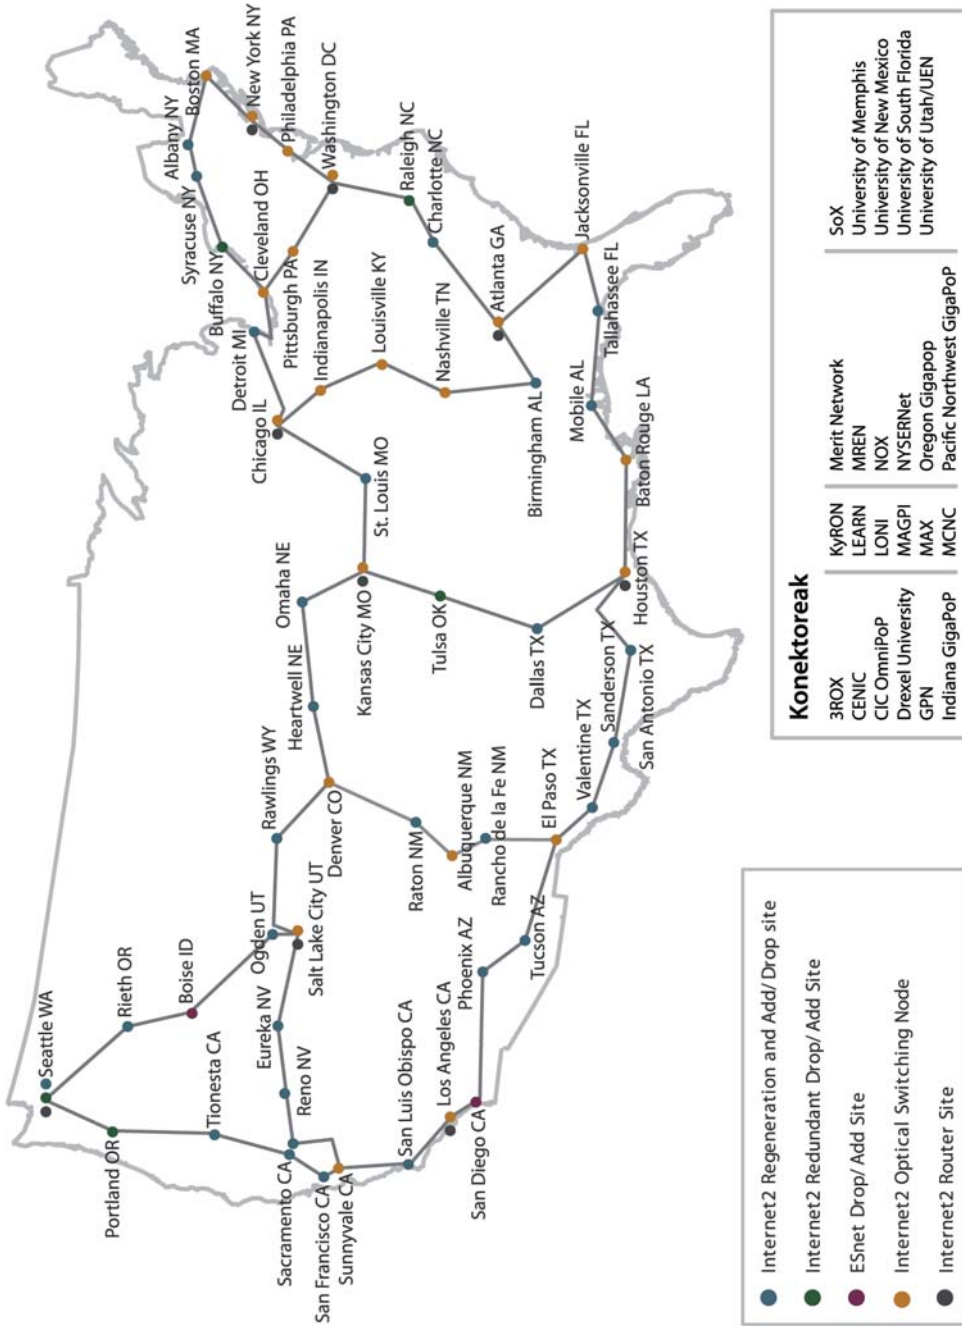 Seattle WA
Portland OR
Rieth OR
Boise ID
Tionesta CA
Ogden UT
Salt Lake City UT
Eureka NV
Reno NV
Sacramento CA
San Francisco CA
Sunnyvale CA
San Luis Obispo CA
Los Angeles CA
San Diego CA
Phoenix AZ
Tucson AZ
Rawlings WY
Denver CO
Raton NM
Albuquerque NM
Rancho de la Fe NM
El Paso TX
Valentine TX
Sanderson TX
San Antonio TX
Houston TX
Dallas TX
Tulsa OK
Heartwell NE
Omaha NE
Kansas City MO
St. Louis MO
Chicago IL
Detroit MI
Indianapolis IN
Louisville KY
Nashville TN
Birmingham AL
Atlanta GA
Mobile AL
Baton Rouge LA
Tallahassee FL
Jacksonville FL
Charlotte NC
Raleigh NC
Washington DC
Philadelphia PA
New York NY
Boston MA
Albany NY
Syracuse NY
Buffalo NY
Cleveland OH
Pittsburgh PA
Internet2 Regeneration and Add/ Drop site
Internet2 Redundant Drop/ Add Site
ESnet Drop/ Add Site
Internet2 Optical Switching Node
Internet2 Router Site
Konektoreak
3ROX
CENIC
CIC OmniPoP
Drexel University
GPN
Indiana GigaPoP
KyRON
LEARN
LONI
MAGPI
MAX
MCNC
Merit Network
MREN
NOX
NYSERNet
Oregon Gigapop
Pacific Northwest GigaPoP
SoX
University of Memphis
University of New Mexico
University of South Florida
University of Utah/UEN